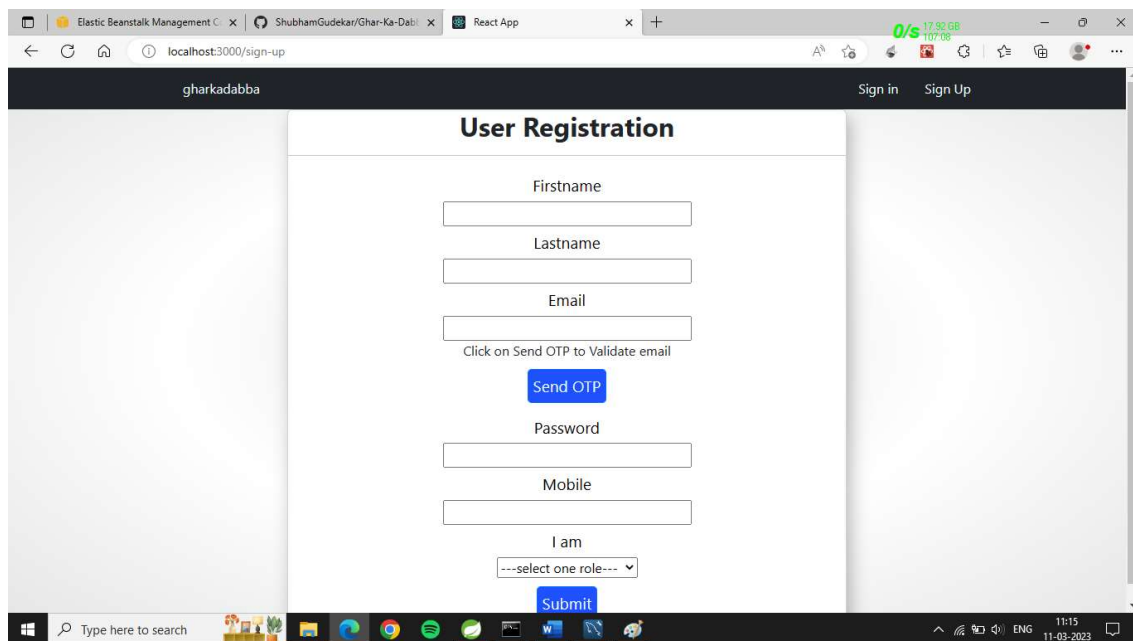 Elastic Beanstalk Management C
ShubhamGudekar/Ghar-Ka-Dab
React App
0/s 17.92 GB
107:08
localhost:3000/sign-up
gharkadabba
Sign in
Sign Up
User Registration
Firstname
Lastname
Email
Click on Send OTP to Validate email
Send OTP
Password
Mobile
I am
---select one role---
Submit
Type here to search
ENG
11:15
11-03-2023